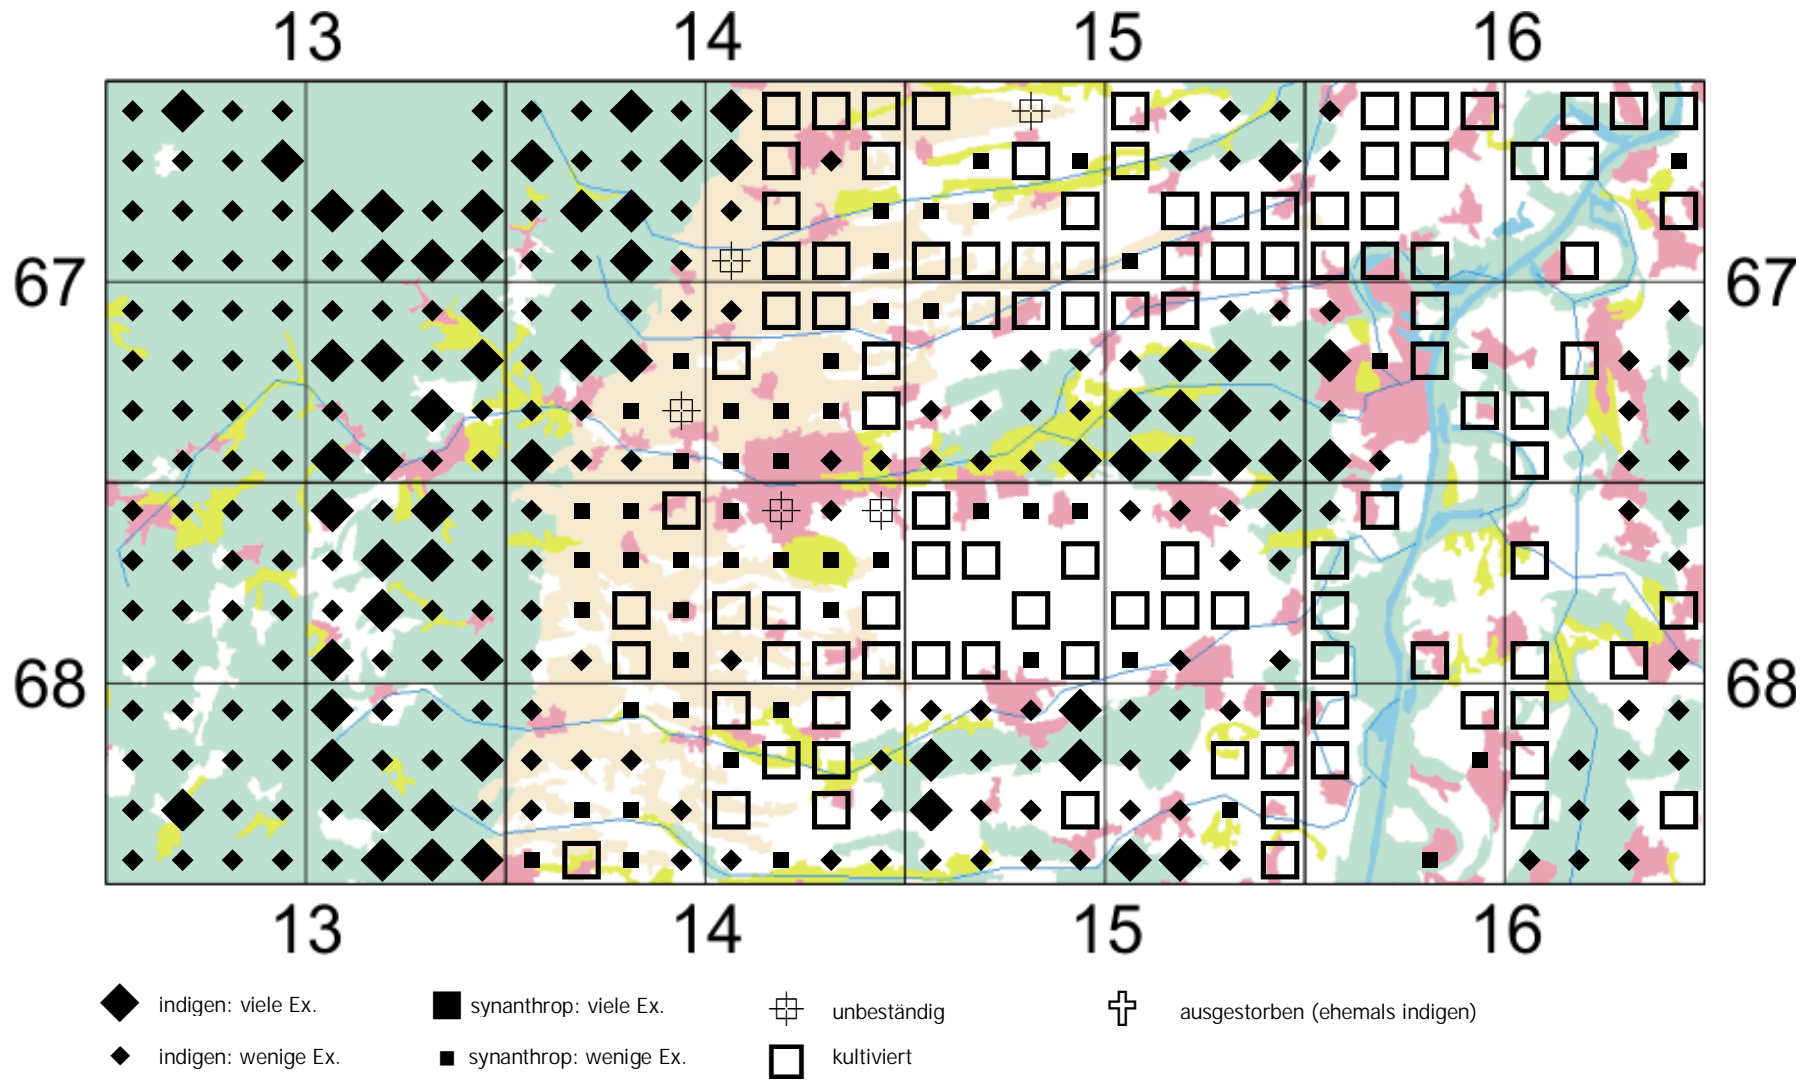 13 14 15 16
67 67
68 68
13 14 15 16
indigen: viele Ex. synanthrop: viele Ex. unbeständig ausgestorben (ehemals indigen)
indigen: wenige Ex. synanthrop: wenige Ex. kultiviert